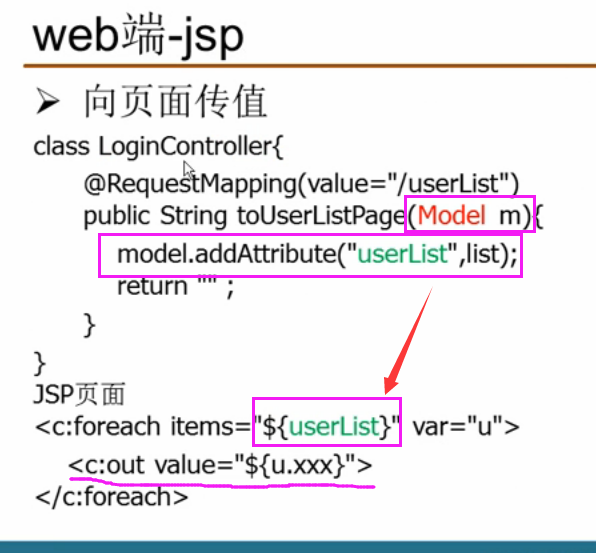 web端-jsp
➢ 向页面传值
class LoginController{
@RequestMapping(value="/userList")
public String toUserListPage(Model m){
model.addAttribute("userList",list);
return "" ;
}
}
JSP页面
<c:foreach items="${userList}" var="u">
<c:out value="${u.xxx}">
</c:foreach>